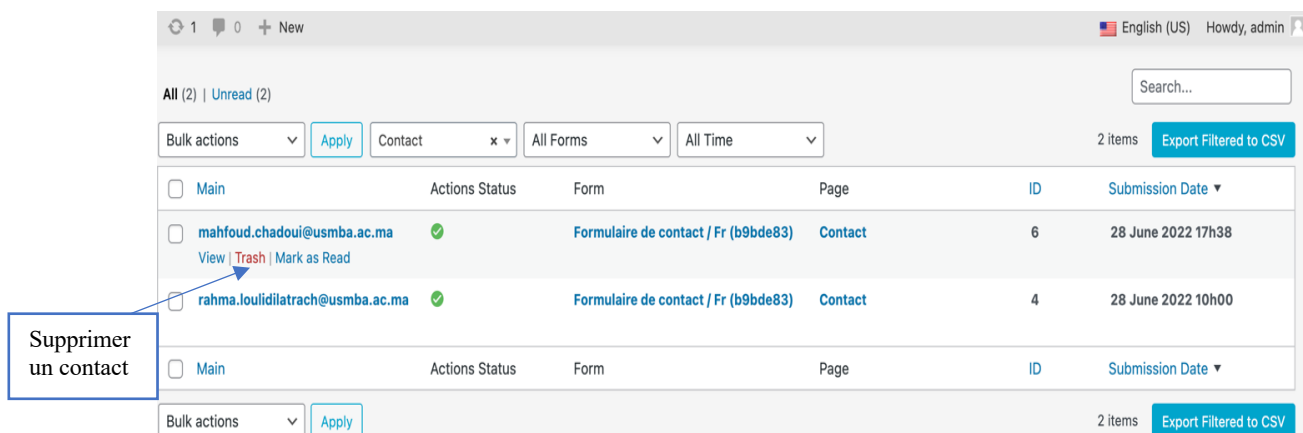 1 0 + New English (US) Howdy, admin
All (2) | Unread (2) Search...
Bulk actions Apply Contact x All Forms All Time 2 items Export Filtered to CSV
Main Actions Status Form Page ID Submission Date ▼
mahfoud.chadoui@usmba.ac.ma Formulaire de contact / Fr (b9bde83) Contact 6 28 June 2022 17h38
View | Trash | Mark as Read
rahma.loulidilatrach@usmba.ac.ma Formulaire de contact / Fr (b9bde83) Contact 4 28 June 2022 10h00
Supprimer
un contact
Main Actions Status Form Page ID Submission Date ▼
Bulk actions Apply 2 items Export Filtered to CSV